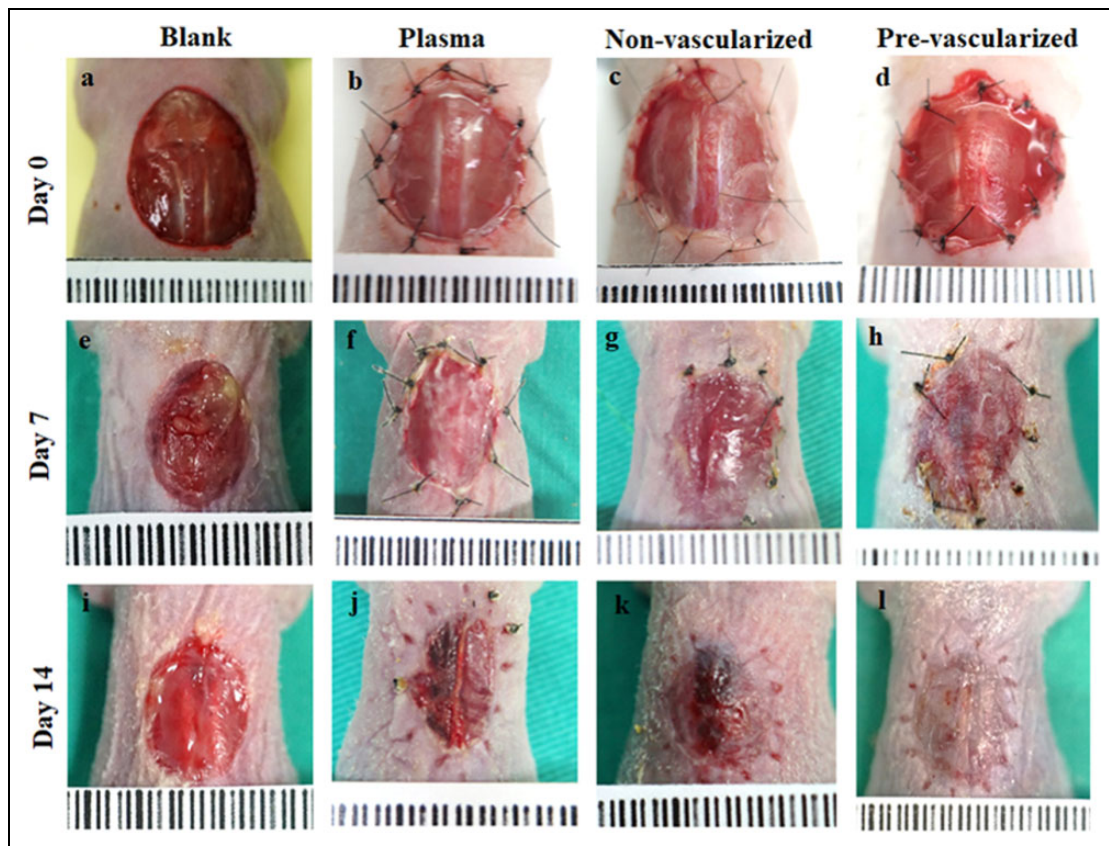 Blank Plasma Non-vascularized Pre-vascularized
Day 0
a b c d
Day 7
e f g h
Day 14
i j k l